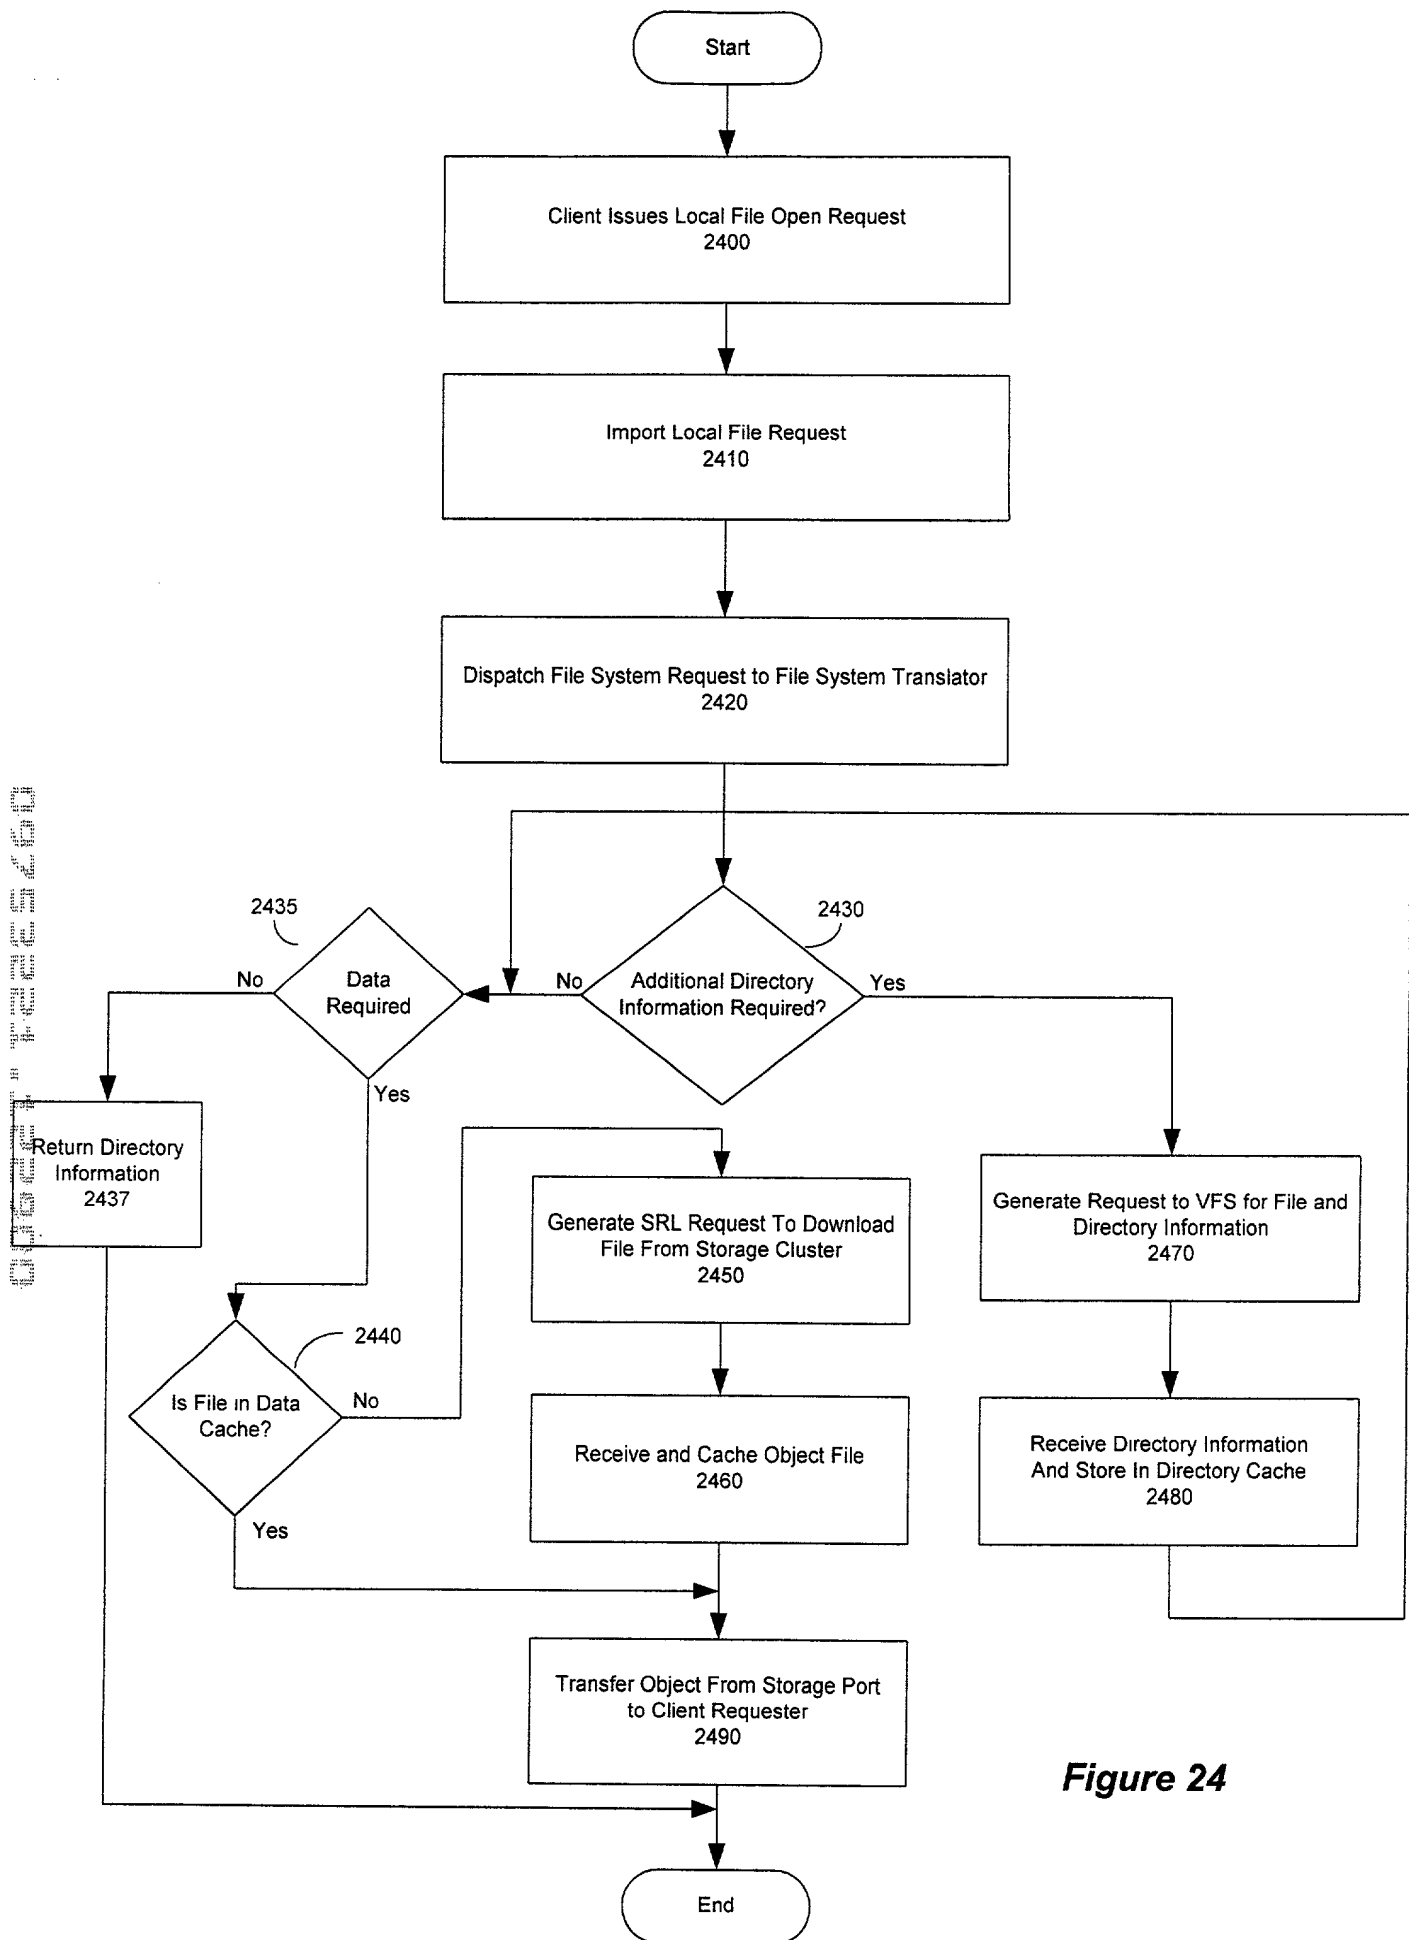 Start
Client Issues Local File Open Request
2400
Import Local File Request
2410
Dispatch File System Request to File System Translator
2420
2435
2430
No
Data
Required
No
Additional Directory
Information Required?
Yes
Yes
Return Directory
Information
2437
Generate SRL Request To Download
File From Storage Cluster
2450
Generate Request to VFS for File and
Directory Information
2470
2440
Is File in Data
Cache?
No
Receive and Cache Object File
2460
Receive Directory Information
And Store In Directory Cache
2480
Yes
Transfer Object From Storage Port
to Client Requester
2490
Figure 24
End